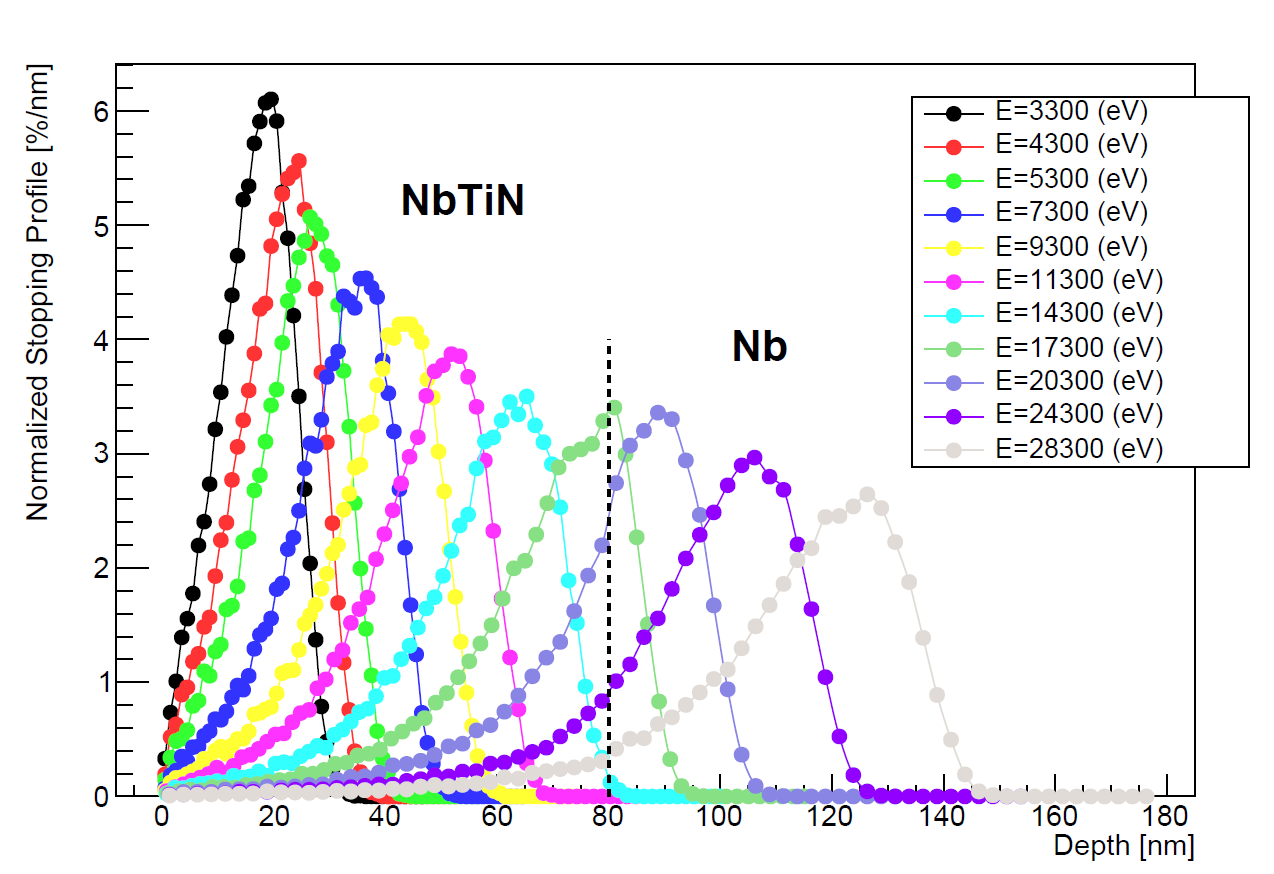 Normalized Stopping Profile [%/nm]
6
5
4
3
2
1
0
NbTiN
Nb
E=3300 (eV)
E=4300 (eV)
E=5300 (eV)
E=7300 (eV)
E=9300 (eV)
E=11300 (eV)
E=14300 (eV)
E=17300 (eV)
E=20300 (eV)
E=24300 (eV)
E=28300 (eV)
0 20 40 60 80 100 120 140 160 180
Depth [nm]